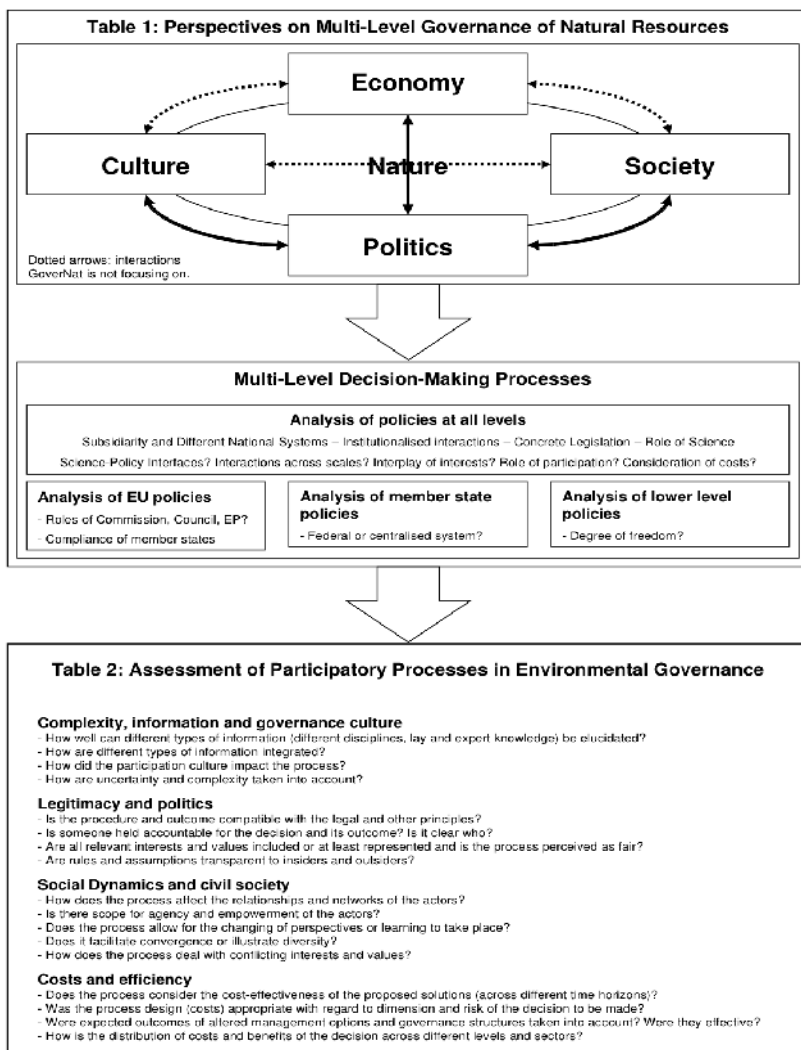 Table 1: Perspectives on Multi-Level Governance of Natural Resources
Economy
Culture
Nature
Society
Politics
Dotted arrows: interactions
GoverNat is not focusing on.
Multi-Level Decision-Making Processes
Analysis of policies at all levels
Subsidiarity and Different National Systems – Institutionalised interactions – Concrete Legislation – Role of Science
Science-Policy Interfaces? Interactions across scales? Interplay of interests? Role of participation? Consideration of costs?
Analysis of EU policies
- Roles of Commission, Council, EP?
- Compliance of member states
Analysis of member state
policies
- Federal or centralised system?
Analysis of lower level
policies
- Degree of freedom?
Table 2: Assessment of Participatory Processes in Environmental Governance
Complexity, information and governance culture
- How well can different types of information (different disciplines, lay and expert knowledge) be elucidated?
- How are different types of information integrated?
- How did the participation culture impact the process?
- How are uncertainty and complexity taken into account?
Legitimacy and politics
- Is the procedure and outcome compatible with the legal and other principles?
- Is someone held accountable for the decision and its outcome? Is it clear who?
- Are all relevant interests and values included or at least represented and is the process perceived as fair?
- Are rules and assumptions transparent to insiders and outsiders?
Social Dynamics and civil society
- How does the process affect the relationships and networks of the actors?
- Is there scope for agency and empowerment of the actors?
- Does the process allow for the changing of perspectives or learning to take place?
- Does it facilitate convergence or illustrate diversity?
- How does the process deal with conflicting interests and values?
Costs and efficiency
- Does the process consider the cost-effectiveness of the proposed solutions (across different time horizons)?
- Was the process design (costs) appropriate with regard to dimension and risk of the decision to be made?
- Were expected outcomes of altered management options and governance structures taken into account? Were they effective?
- How is the distribution of costs and benefits of the decision across different levels and sectors?